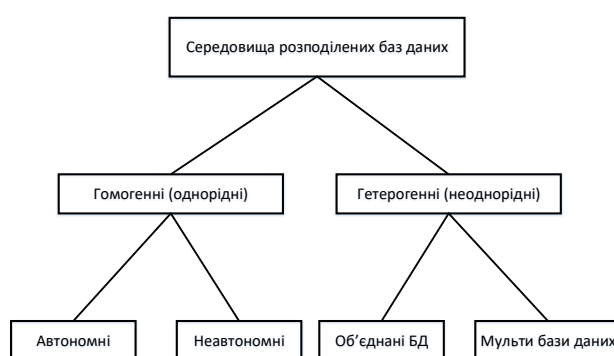 Середовища розподілених баз даних
Гомогенні (однорідні)
Гетерогенні (неоднорідні)
Автономні
Неавтономні
Об’єднані БД
Мульти бази даних